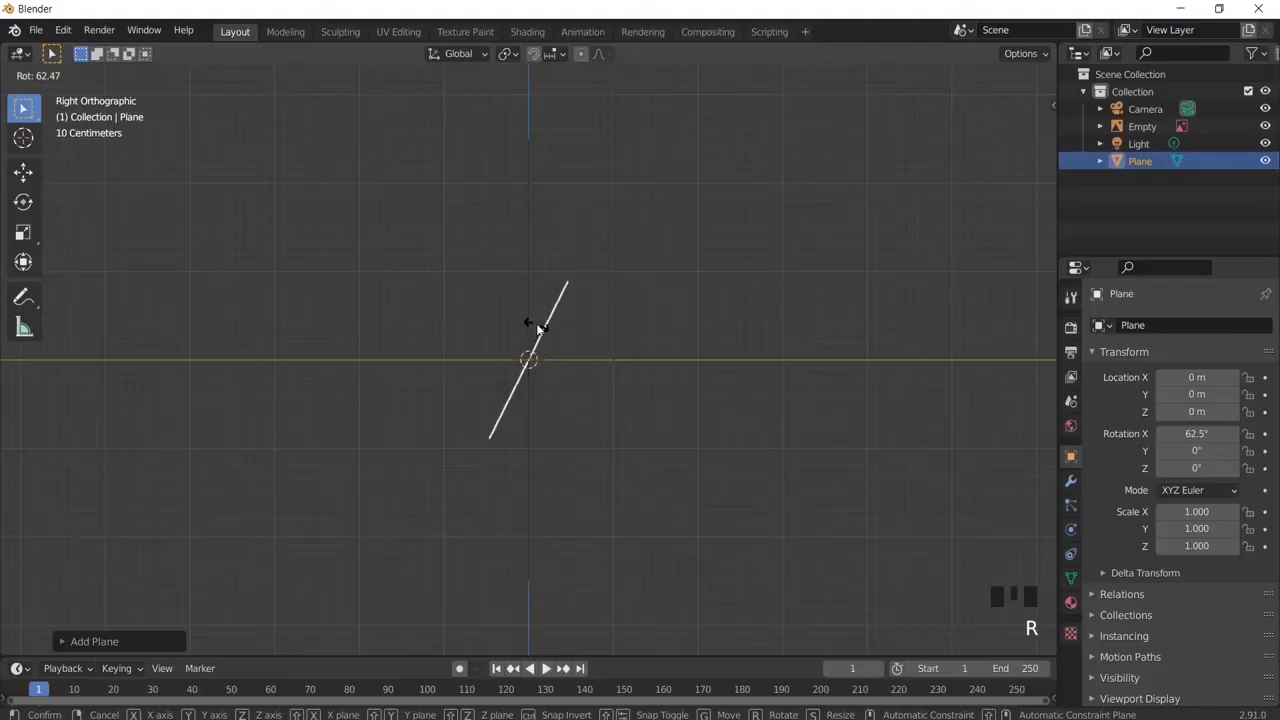 Blender
File Edit Render Window Help Layout Modeling Sculpting UV Editing Texture Paint Shading Animation Rendering Compositing Scripting + Scene View Layer
Global Options
Rot: 62.47
Right Orthographic
(1) Collection | Plane
10 Centimeters
Scene Collection
Collection
Camera
Empty
Light
Plane
Plane
Plane
Transform
Location X 0 m
Y 0 m
Z 0 m
Rotation X 62.5°
Y 0°
Z 0°
Mode XYZ Euler
Scale X 1.000
Y 1.000
Z 1.000
Delta Transform
Relations
Collections
Instancing
Motion Paths
Visibility
Viewport Display
R
Add Plane
Playback Keying View Marker 1 Start 1 End 250
1 10 20 30 40 50 60 70 80 90 100 110 120 130 140 150 160 170 180 190 200 210 220 230 240 250
Confirm Cancel X X axis Y Y axis Z Z axis X X plane Y Y plane Z Z plane Ctrl Snap Invert Snap Toggle G Move R Rotate S Resize Automatic Constraint Automatic Constraint Plane 2.91.0